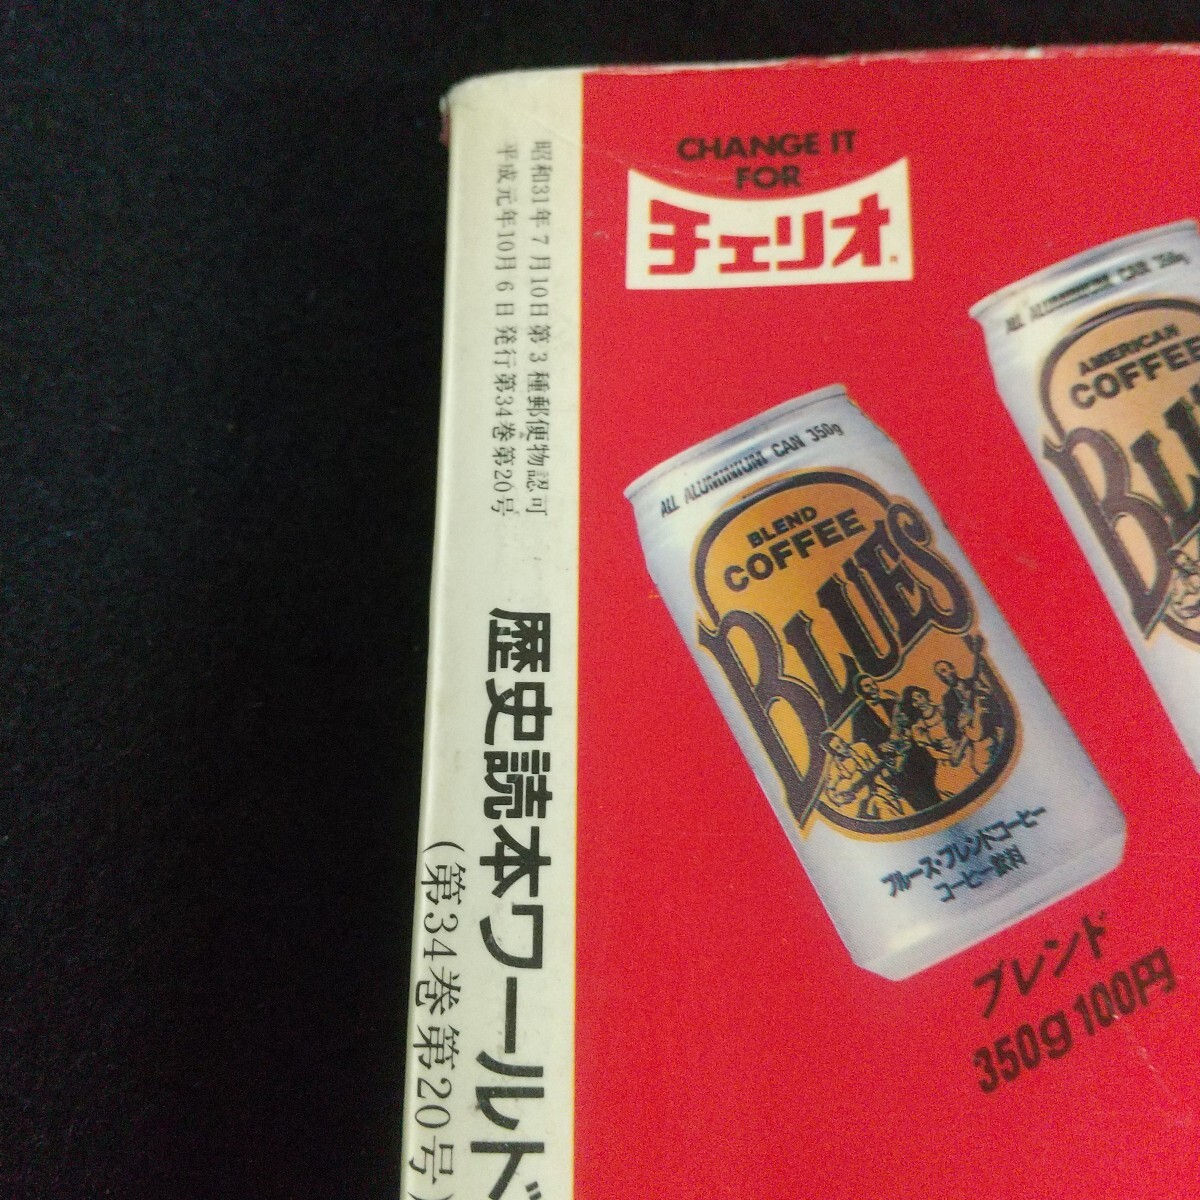 昭和31年7月10日第3種郵便物認可
平成元年10月6日発行第34巻第20号
歴史読本ワールド
(第34巻第20号)
CHANGE IT
FOR
チェリオ
ALL ALUMINIUM CAN 350g
BLEND
COFFEE
BLUES
ブルース・ブレンドコーヒー
コーヒー飲料
ブレンド
350g 100円
ALL ALUMINIUM CAN 350g
AMERICAN
COFFEE